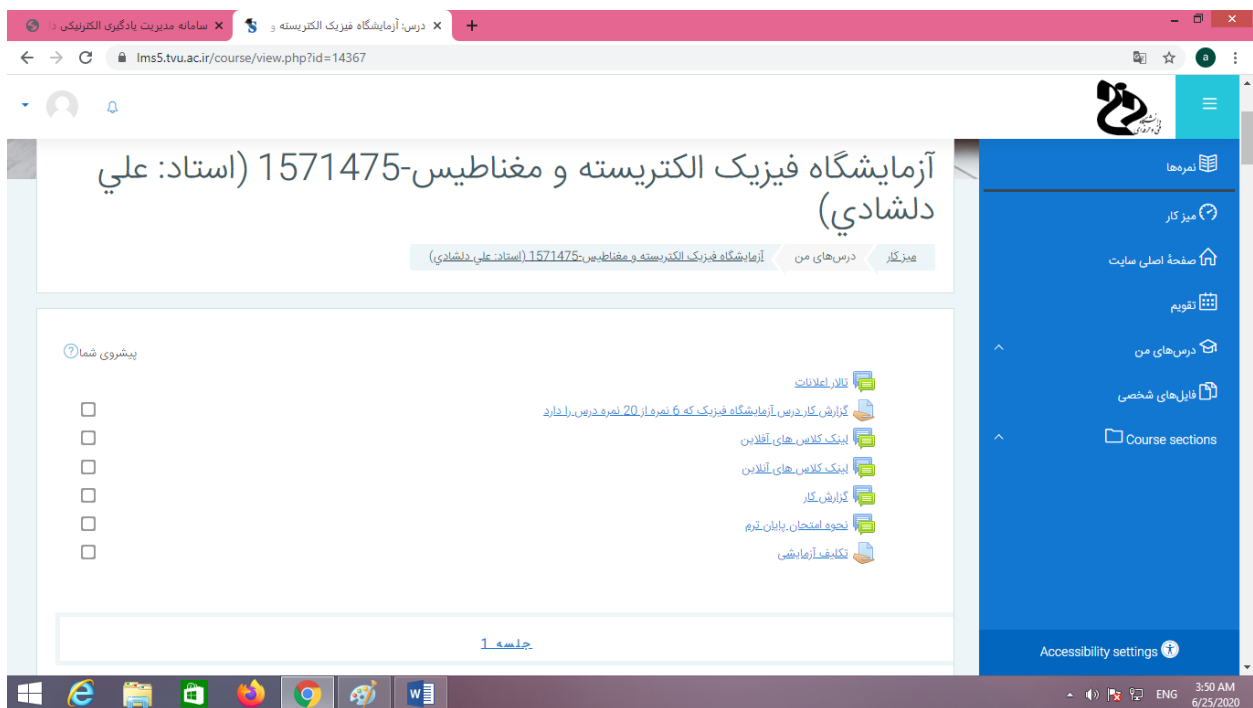 سامانه مدیریت یادگیری الکترنیکی دا
درس: آزمایشگاه فیزیک الکتریسته و
lms5.tvu.ac.ir/course/view.php?id=14367
a
آزمایشگاه فیزیک الکتریسته و مغناطیس-1571475 (استاد: علي
دلشادي)
میز کار
درس‌های من
آزمایشگاه فیزیک الکتریسته و مغناطیس-1571475 (استاد: علي دلشادي)
پیشروی شما
تالار اعلانات
گزارش کار درس آزمایشگاه فیزیک که 6 نمره از 20 نمره درس را دارد
لینک کلاس های آفلاین
لینک کلاس های آنلاین
گزارش کار
نحوه امتحان پایان ترم
تکلیف آزمایشی
جلسه 1
نمره‌ها
میز کار
صفحهٔ اصلی سایت
تقویم
درس‌های من
فایل‌های شخصی
Course sections
Accessibility settings
ENG
3:50 AM
6/25/2020